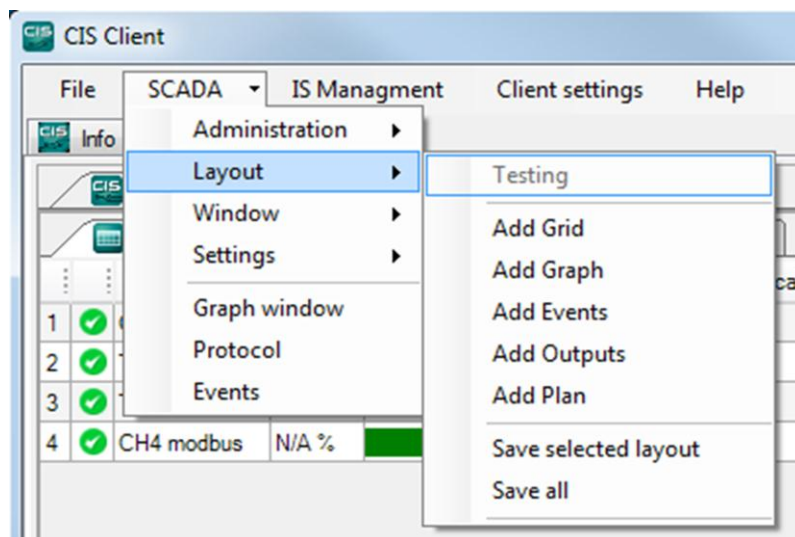 CIS CIS Client
File SCADA IS Managment Client settings Help
CIS Info
Administration
Layout
Testing
Window
Add Grid
Settings
Add Graph
Graph window
Add Events
1
Protocol
Add Outputs
2
Events
Add Plan
3
4 CH4 modbus N/A %
Save selected layout
Save all